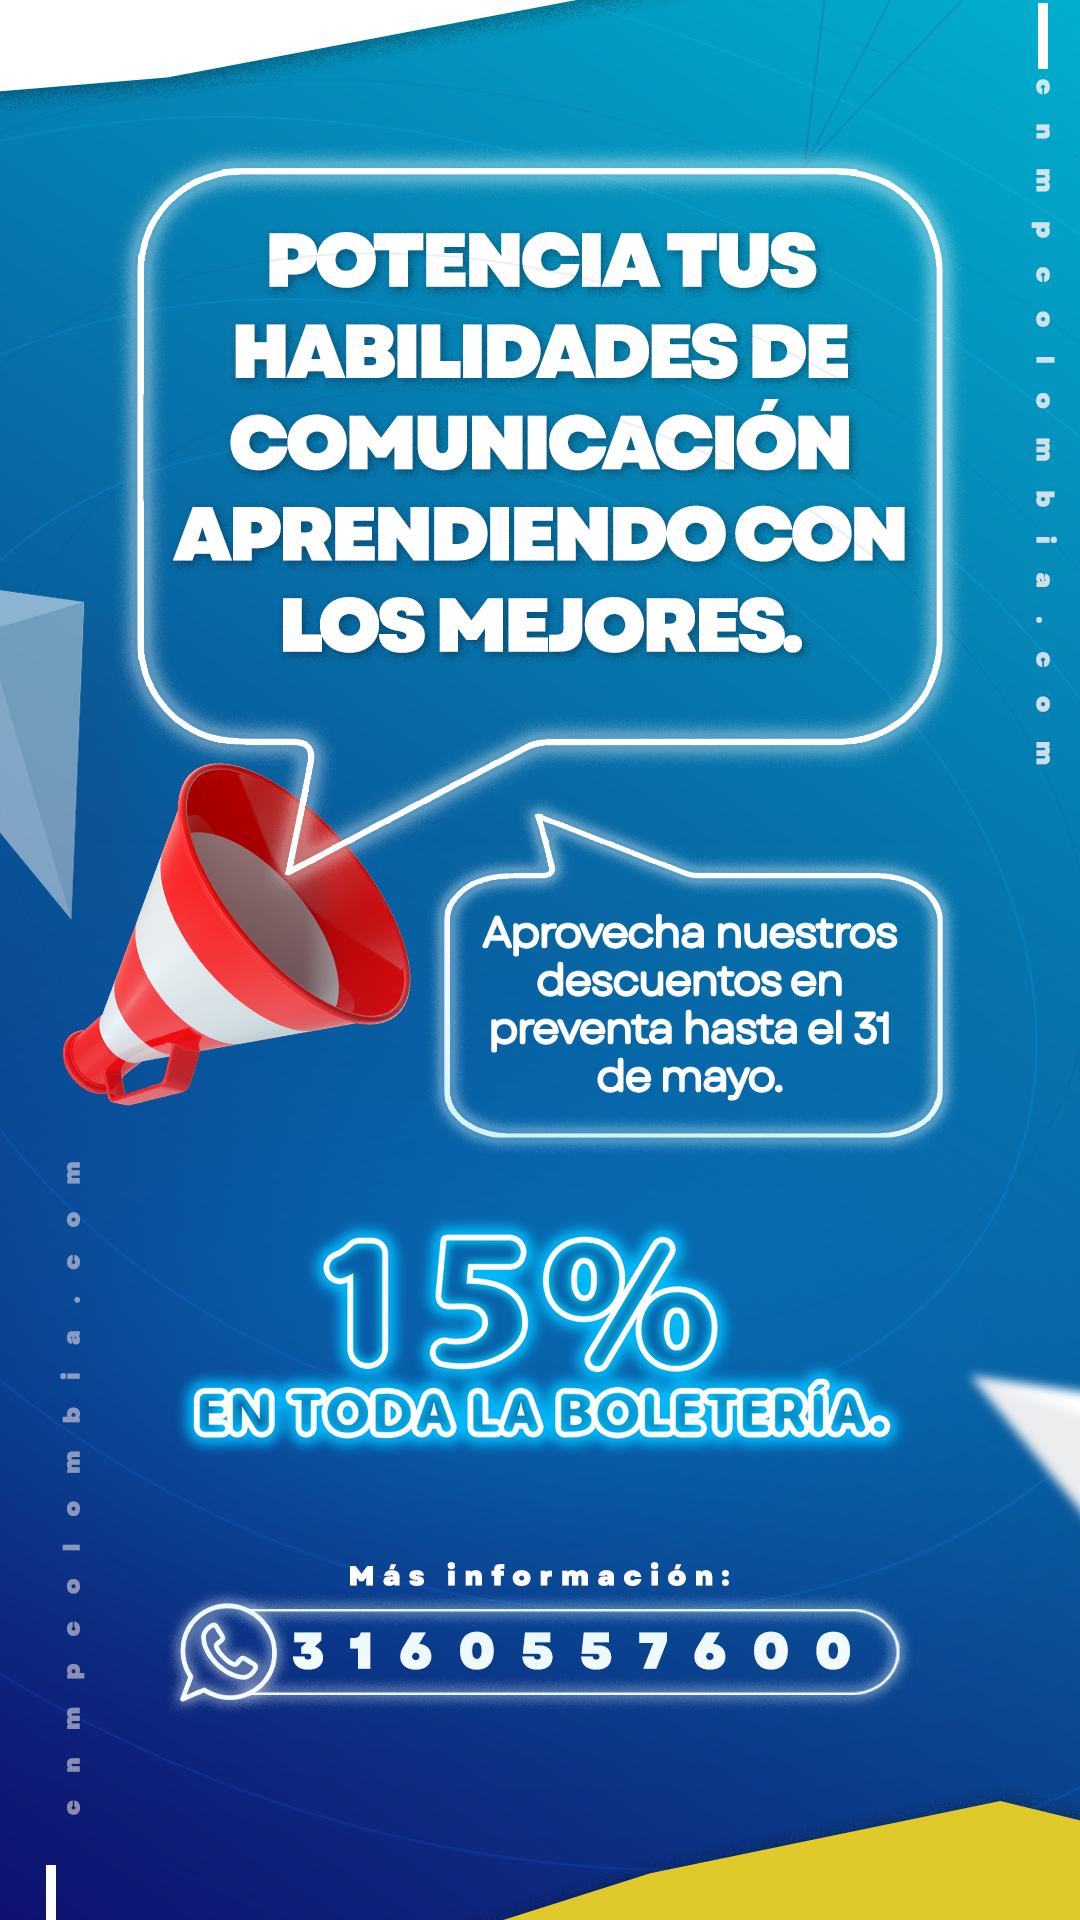 cnmpcolombia.com
POTENCIA TUS
HABILIDADES DE
COMUNICACIÓN
APRENDIENDO CON
LOS MEJORES.
Aprovecha nuestros
descuentos en
preventa hasta el 31
de mayo.
15%
EN TODA LA BOLETERÍA.
Más información:
3160557600
cnmpcolombia.com